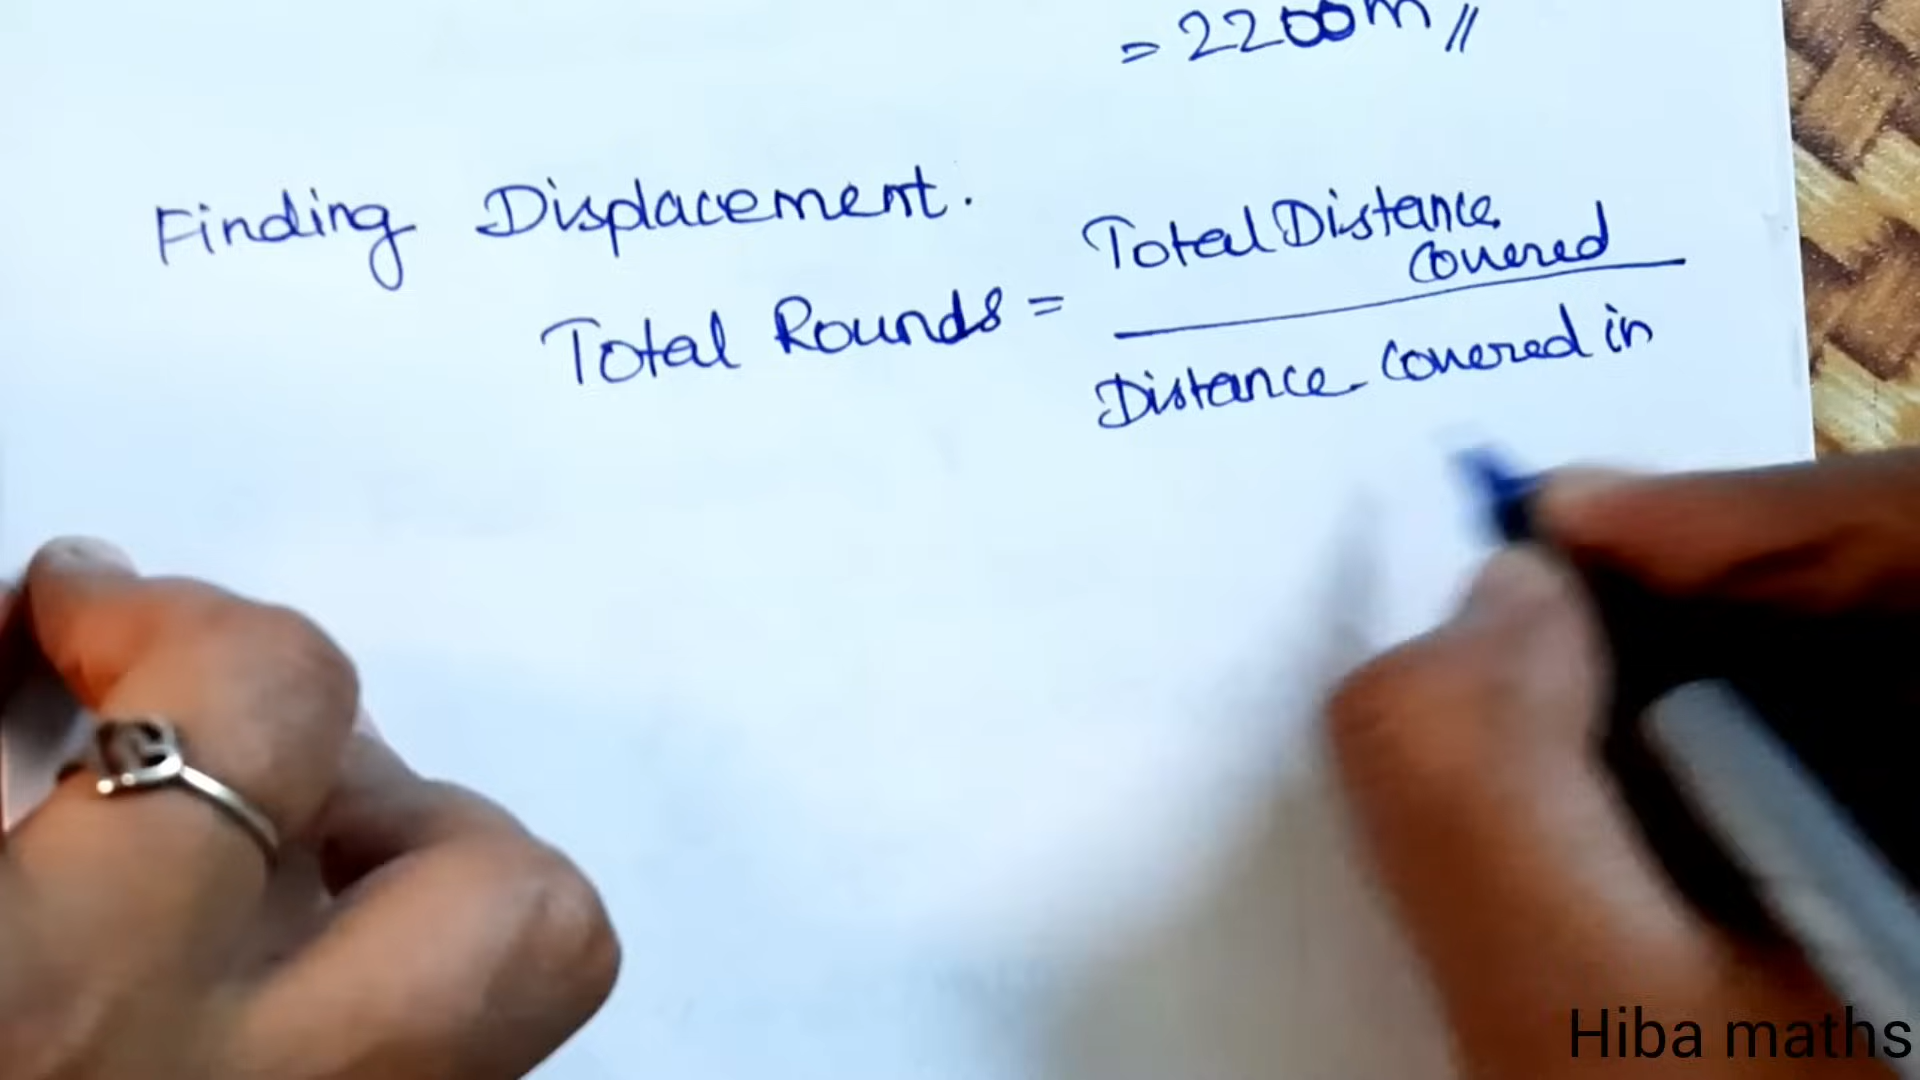 = 2200m //
Finding Displacement.
Total Rounds = Total Distance
covered
Distance covered in
Hiba maths